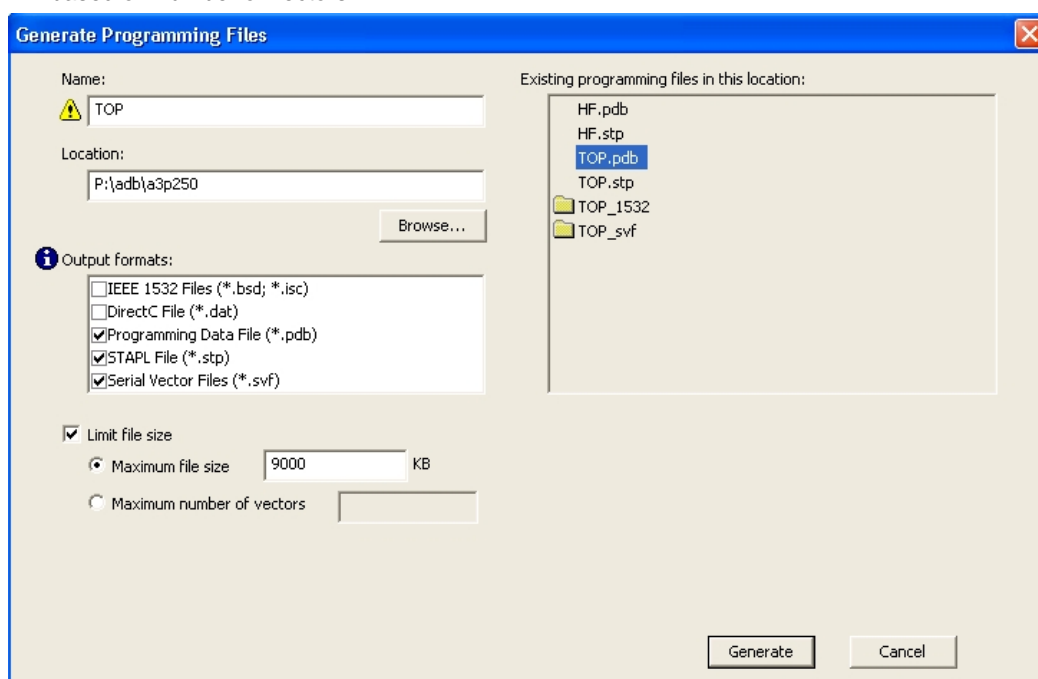 Generate Programming Files
Name:
TOP
Location:
P:\adb\a3p250
Browse...
Output formats:
IEEE 1532 Files (*.bsd; *.isc)
DirectC File (*.dat)
Programming Data File (*.pdb)
STAPL File (*.stp)
Serial Vector Files (*.svf)
Limit file size
Maximum file size 9000 KB
Maximum number of vectors
Existing programming files in this location:
HF.pdb
HF.stp
TOP.pdb
TOP.stp
TOP_1532
TOP_svf
Generate Cancel